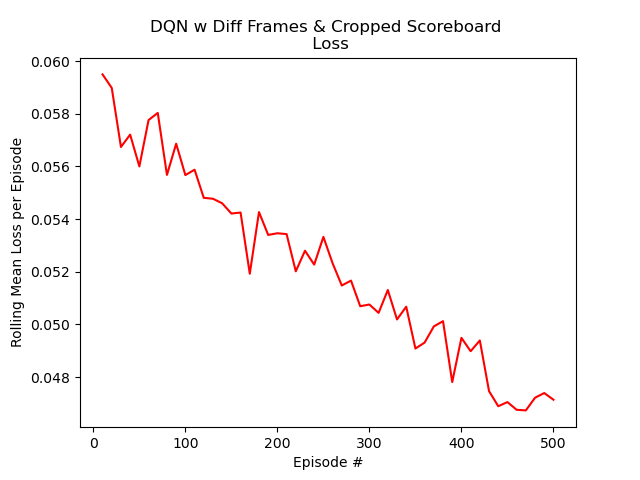 DQN w Diff Frames & Cropped Scoreboard
Loss
0.060
0.058
0.056
0.054
0.052
0.050
0.048
Rolling Mean Loss per Episode
0 100 200 300 400 500
Episode #